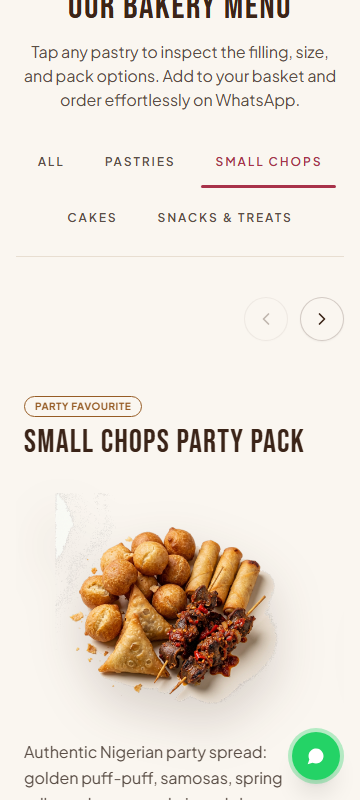 OUR BAKERY MENU
Tap any pastry to inspect the filling, size,
and pack options. Add to your basket and
order effortlessly on WhatsApp.
ALL PASTRIES SMALL CHOPS
CAKES SNACKS & TREATS
PARTY FAVOURITE
SMALL CHOPS PARTY PACK
Authentic Nigerian party spread:
golden puff-puff, samosas, spring